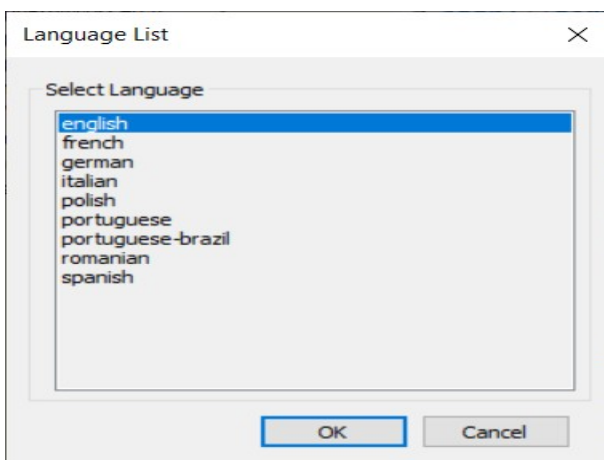 Language List
Select Language
english
french
german
italian
polish
portuguese
portuguese-brazil
romanian
spanish
OK
Cancel